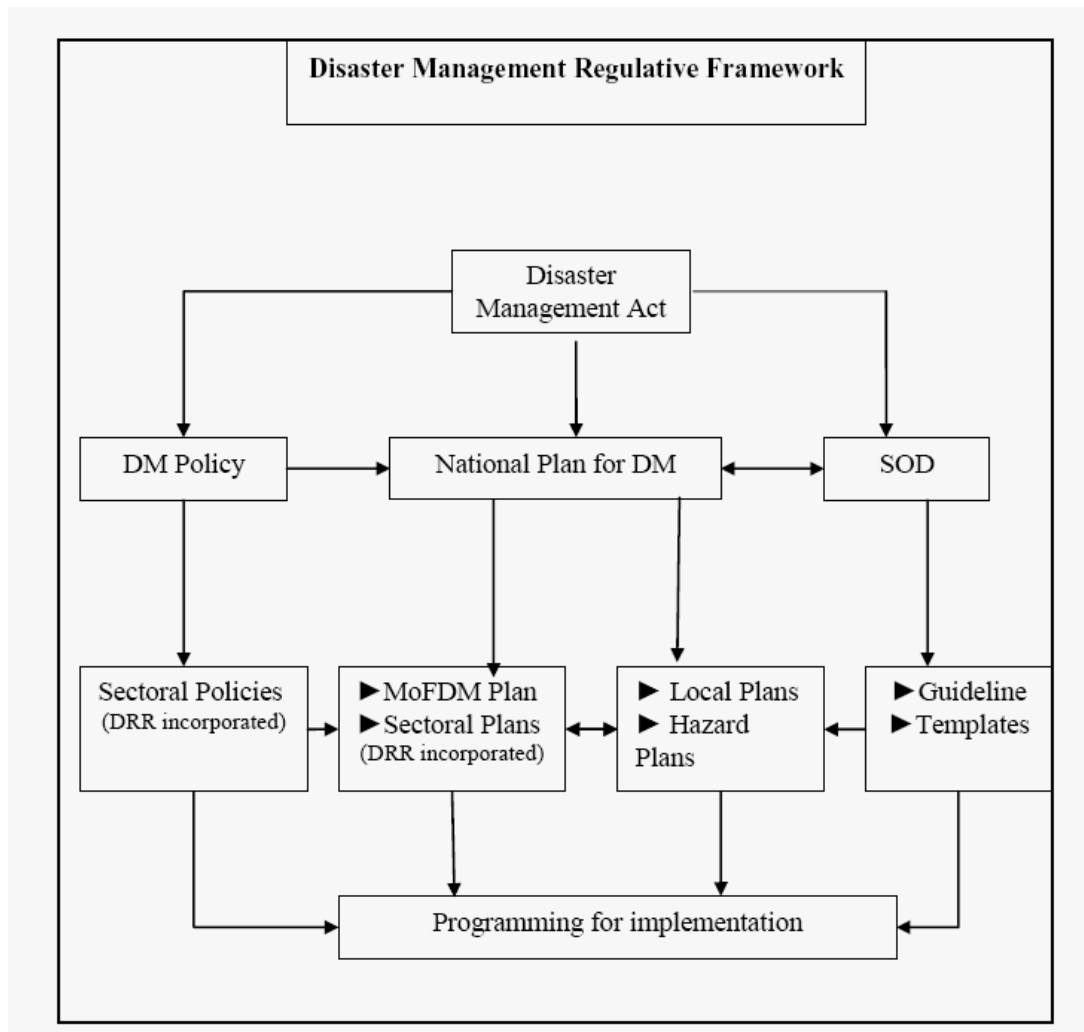 Disaster Management Regulative Framework
Disaster
Management Act
DM Policy
National Plan for DM
SOD
Sectoral Policies
(DRR incorporated)
►MoFDM Plan
►Sectoral Plans
(DRR incorporated)
► Local Plans
► Hazard
Plans
►Guideline
►Templates
Programming for implementation